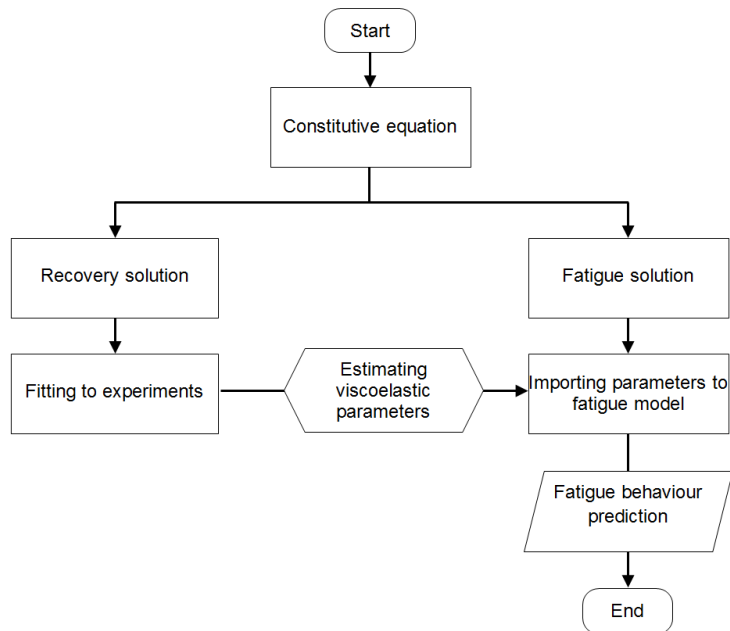 Start
Constitutive equation
Recovery solution
Fatigue solution
Fitting to experiments
Estimating
viscoelastic
parameters
Importing parameters to
fatigue model
Fatigue behaviour
prediction
End